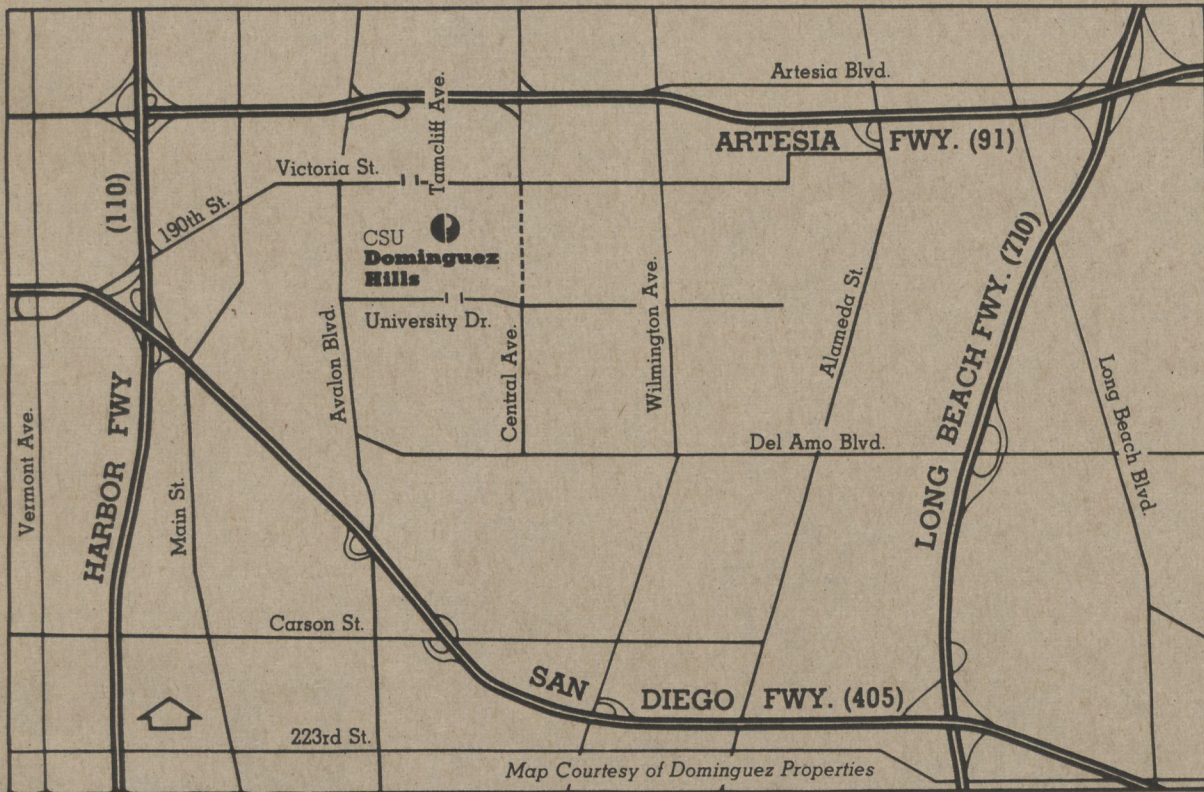 Artesia Blvd.
ARTESIA FWY. (91)
Tamcliff Ave.
Victoria St.
(110)
190th St.
CSU
Dominguez
Hills
University Dr.
Avalon Blvd.
Central Ave.
Wilmington Ave.
Alameda St.
LONG BEACH FWY. (710)
Long Beach Blvd.
Del Amo Blvd.
Vermont Ave.
HARBOR FWY
Main St.
Carson St.
SAN DIEGO FWY. (405)
223rd St.
Map Courtesy of Dominguez Properties